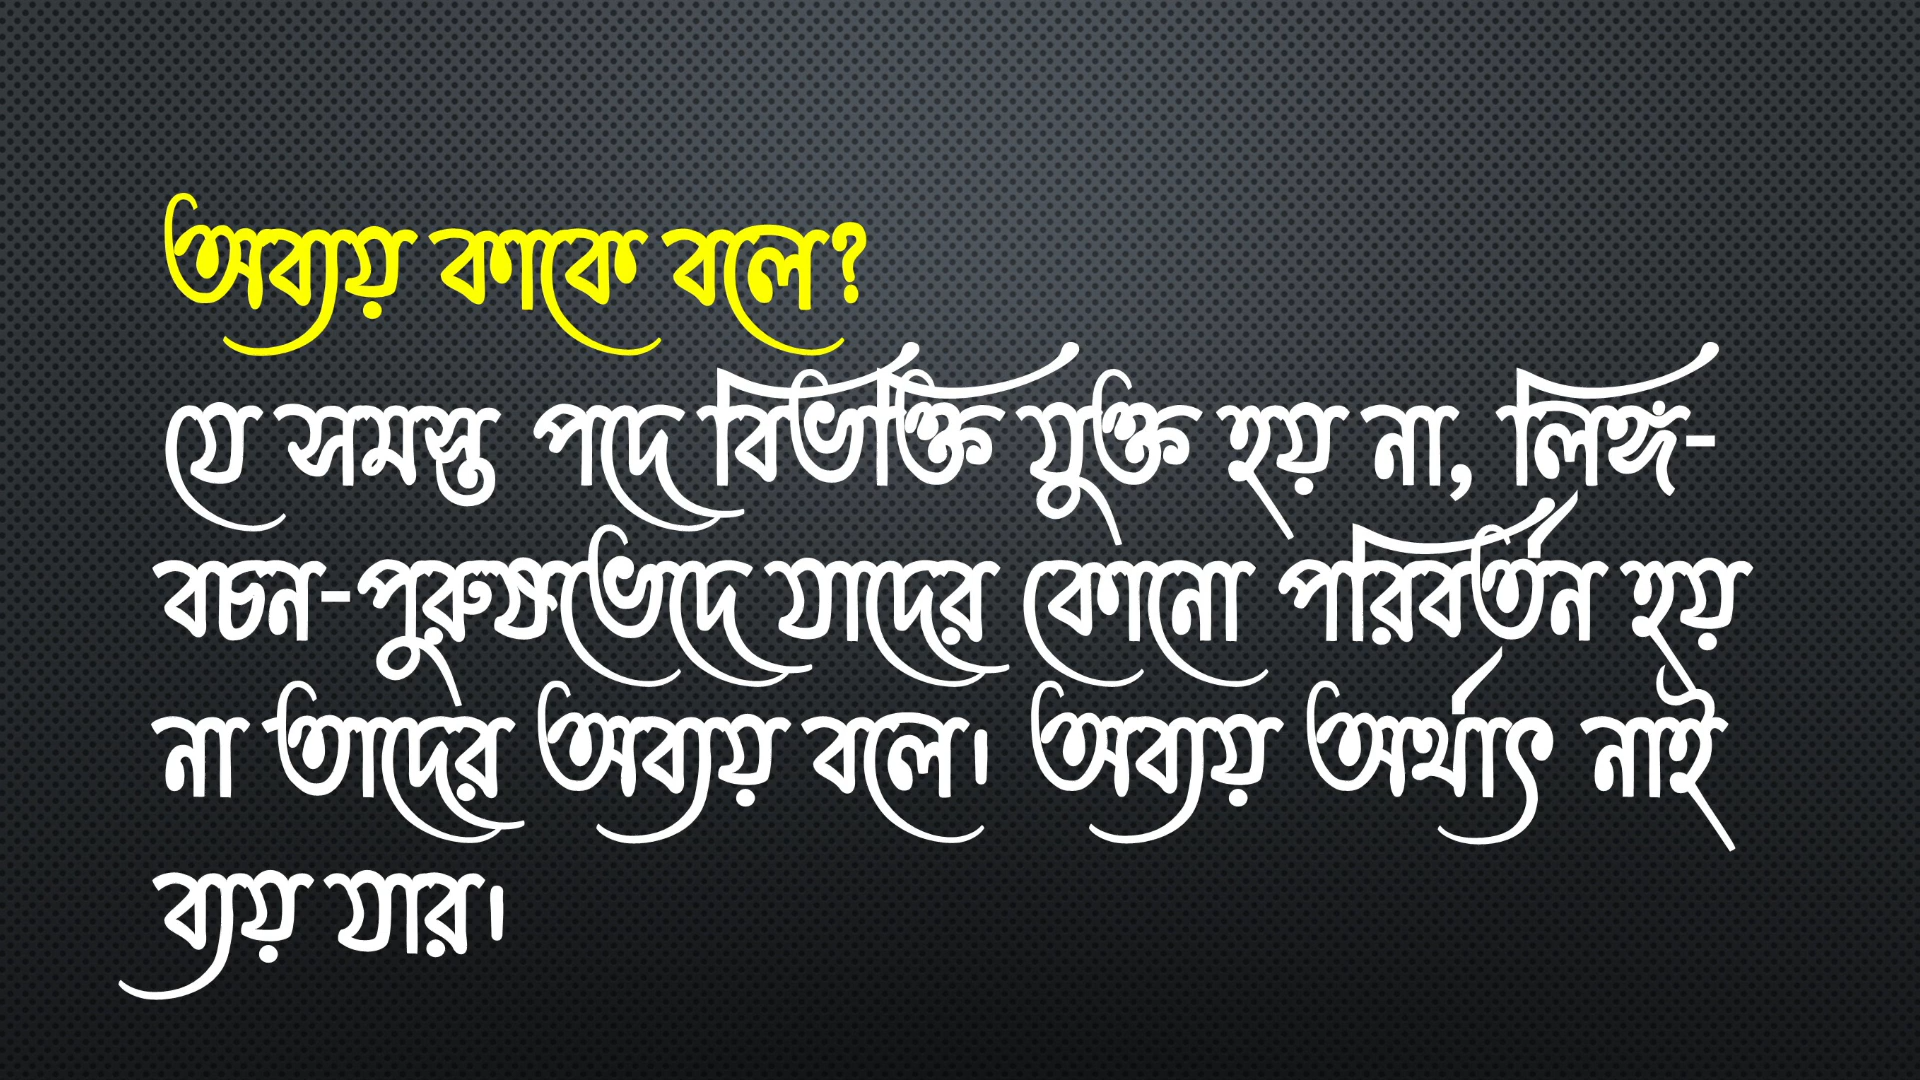 অব্যয় কাকে বলে?
যে সমস্ত পদে বিভক্তি যুক্ত হয় না, লিঙ্গ-
বচন-পুরুষভেদে যাদের কোনো পরিবর্তন হয়
না তাদের অব্যয় বলে। অব্যয় অর্থাৎ নাই
ব্যয় যার।